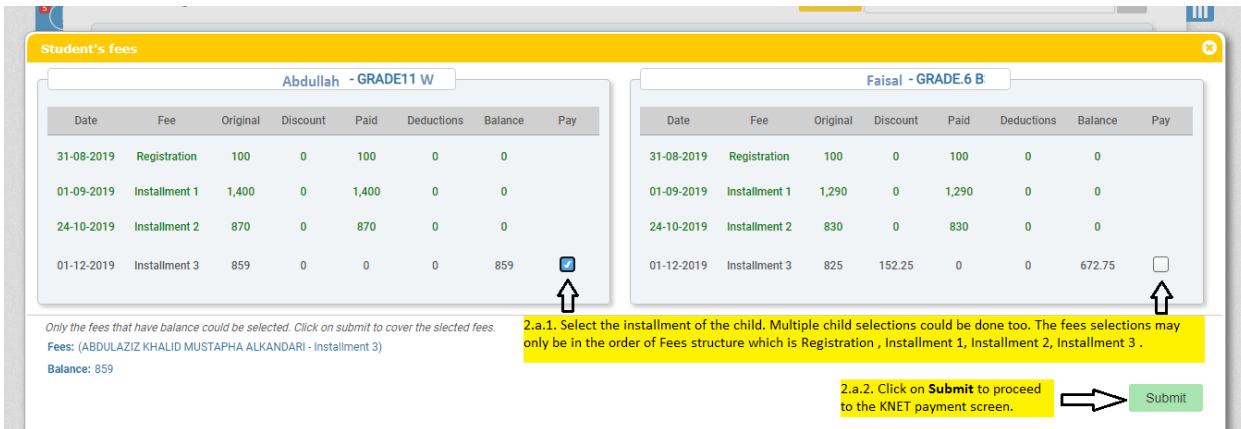 5
Student's fees
Abdullah - GRADE11 W
Date Fee Original Discount Paid Deductions Balance Pay
31-08-2019 Registration 100 0 100 0 0
01-09-2019 Installment 1 1,400 0 1,400 0 0
24-10-2019 Installment 2 870 0 870 0 0
01-12-2019 Installment 3 859 0 0 0 859
Faisal - GRADE.6 B
Date Fee Original Discount Paid Deductions Balance Pay
31-08-2019 Registration 100 0 100 0 0
01-09-2019 Installment 1 1,290 0 1,290 0 0
24-10-2019 Installment 2 830 0 830 0 0
01-12-2019 Installment 3 825 152.25 0 0 672.75
Only the fees that have balance could be selected. Click on submit to cover the slected fees.
Fees: (ABDULAZIZ KHALID MUSTAPHA ALKANDARI - Installment 3)
Balance: 859
2.a.1. Select the installment of the child. Multiple child selections could be done too. The fees selections may
only be in the order of Fees structure which is Registration , Installment 1, Installment 2, Installment 3 .
2.a.2. Click on Submit to proceed
to the KNET payment screen.
Submit